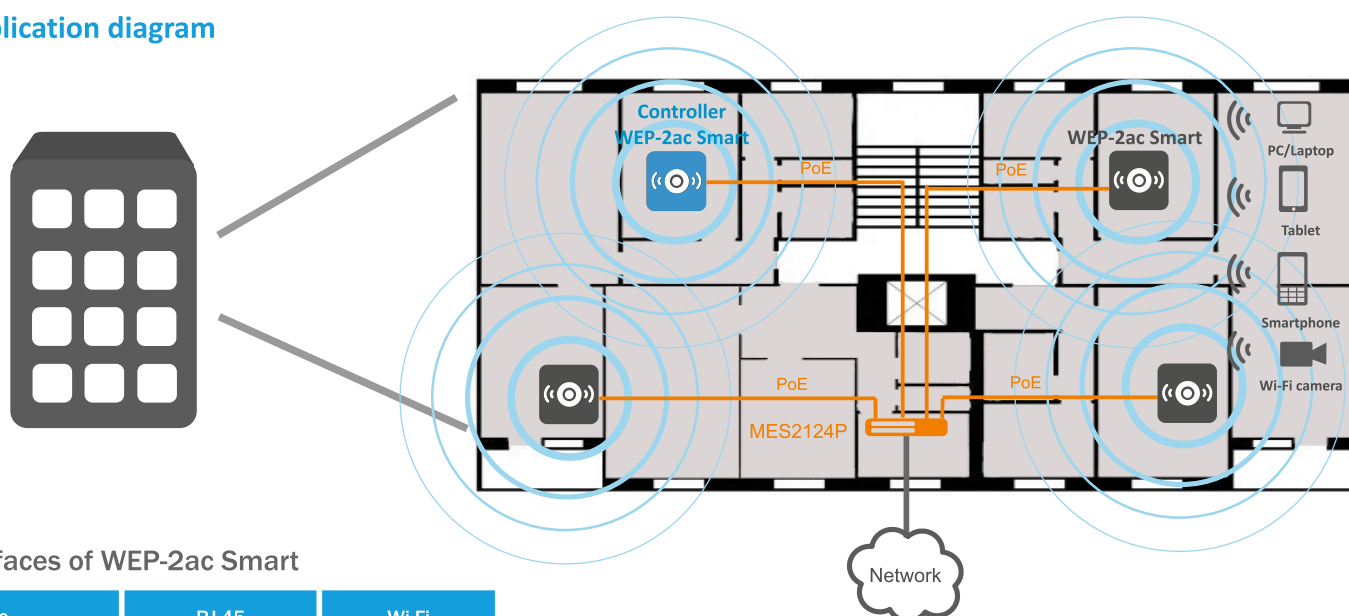 plication diagram
Controller
WEP-2ac Smart
WEP-2ac Smart
PC/Laptop
PoE
PoE
Tablet
Smartphone
PoE
PoE
Wi-Fi camera
MES2124P
Network
faces of WEP-2ac Smart